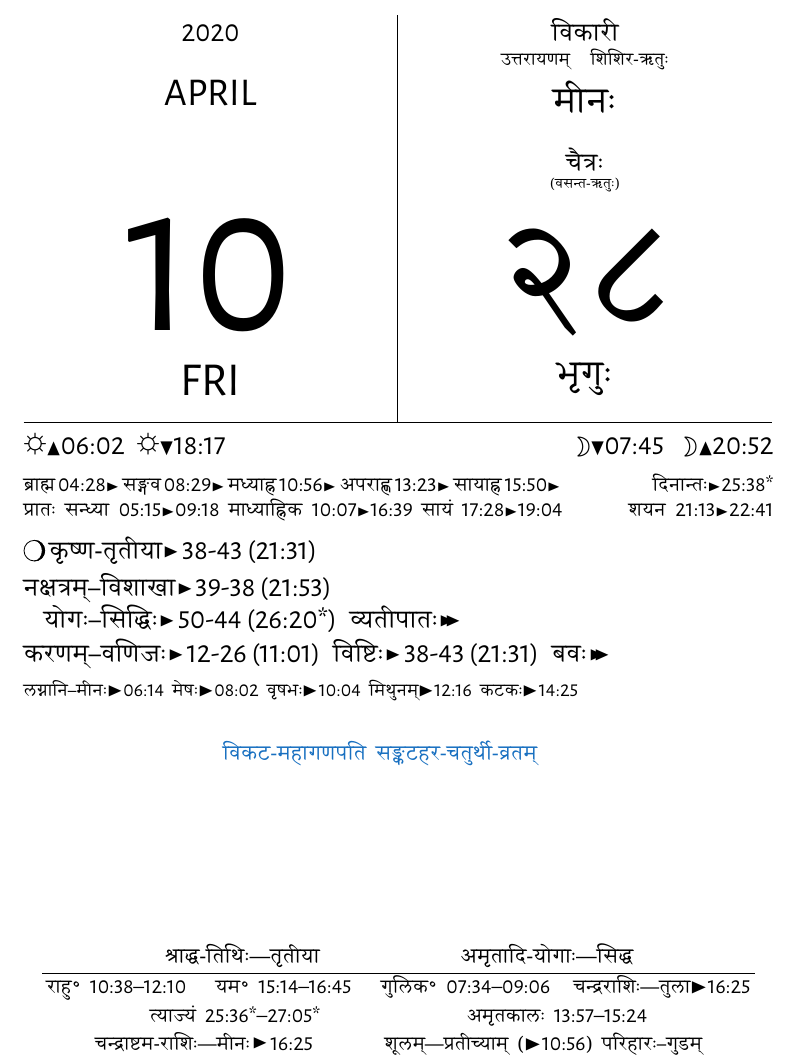 2020
APRIL
10
FRI
विकारी
उत्तरायणम् शिशिर-ऋतुः
मीनः
चैत्रः
(वसन्त-ऋतुः)
२८
भृगुः
☼▲06:02 ☼▼18:17 ☽▼07:45 ☽▲20:52
ब्राह्म 04:28► सङ्गव 08:29► मध्याह्न 10:56► अपराह्ण 13:23► सायाह्न 15:50► दिनान्तः►25:38*
प्रातः सन्ध्या 05:15►09:18 माध्याह्निक 10:07►16:39 सायं 17:28►19:04 शयन 21:13►22:41
कृष्ण-तृतीया►38-43 (21:31)
नक्षत्रम्–विशाखा►39-38 (21:53)
योगः–सिद्धिः►50-44 (26:20*) व्यतीपातः►►
करणम्–वणिजः►12-26 (11:01) विष्टिः►38-43 (21:31) बवः►►
लग्नानि–मीनः►06:14 मेषः►08:02 वृषभः►10:04 मिथुनम्►12:16 कटकः►14:25
विकट-महागणपति सङ्कटहर-चतुर्थी-व्रतम्
श्राद्ध-तिथिः—तृतीया अमृतादि-योगाः—सिद्ध
राहु° 10:38–12:10 यम° 15:14–16:45 गुलिक° 07:34–09:06 चन्द्रराशिः—तुला►16:25
त्याज्यं 25:36*–27:05* अमृतकालः 13:57–15:24
चन्द्राष्टम-राशिः—मीनः►16:25 शूलम्—प्रतीच्याम् (►10:56) परिहारः–गुडम्